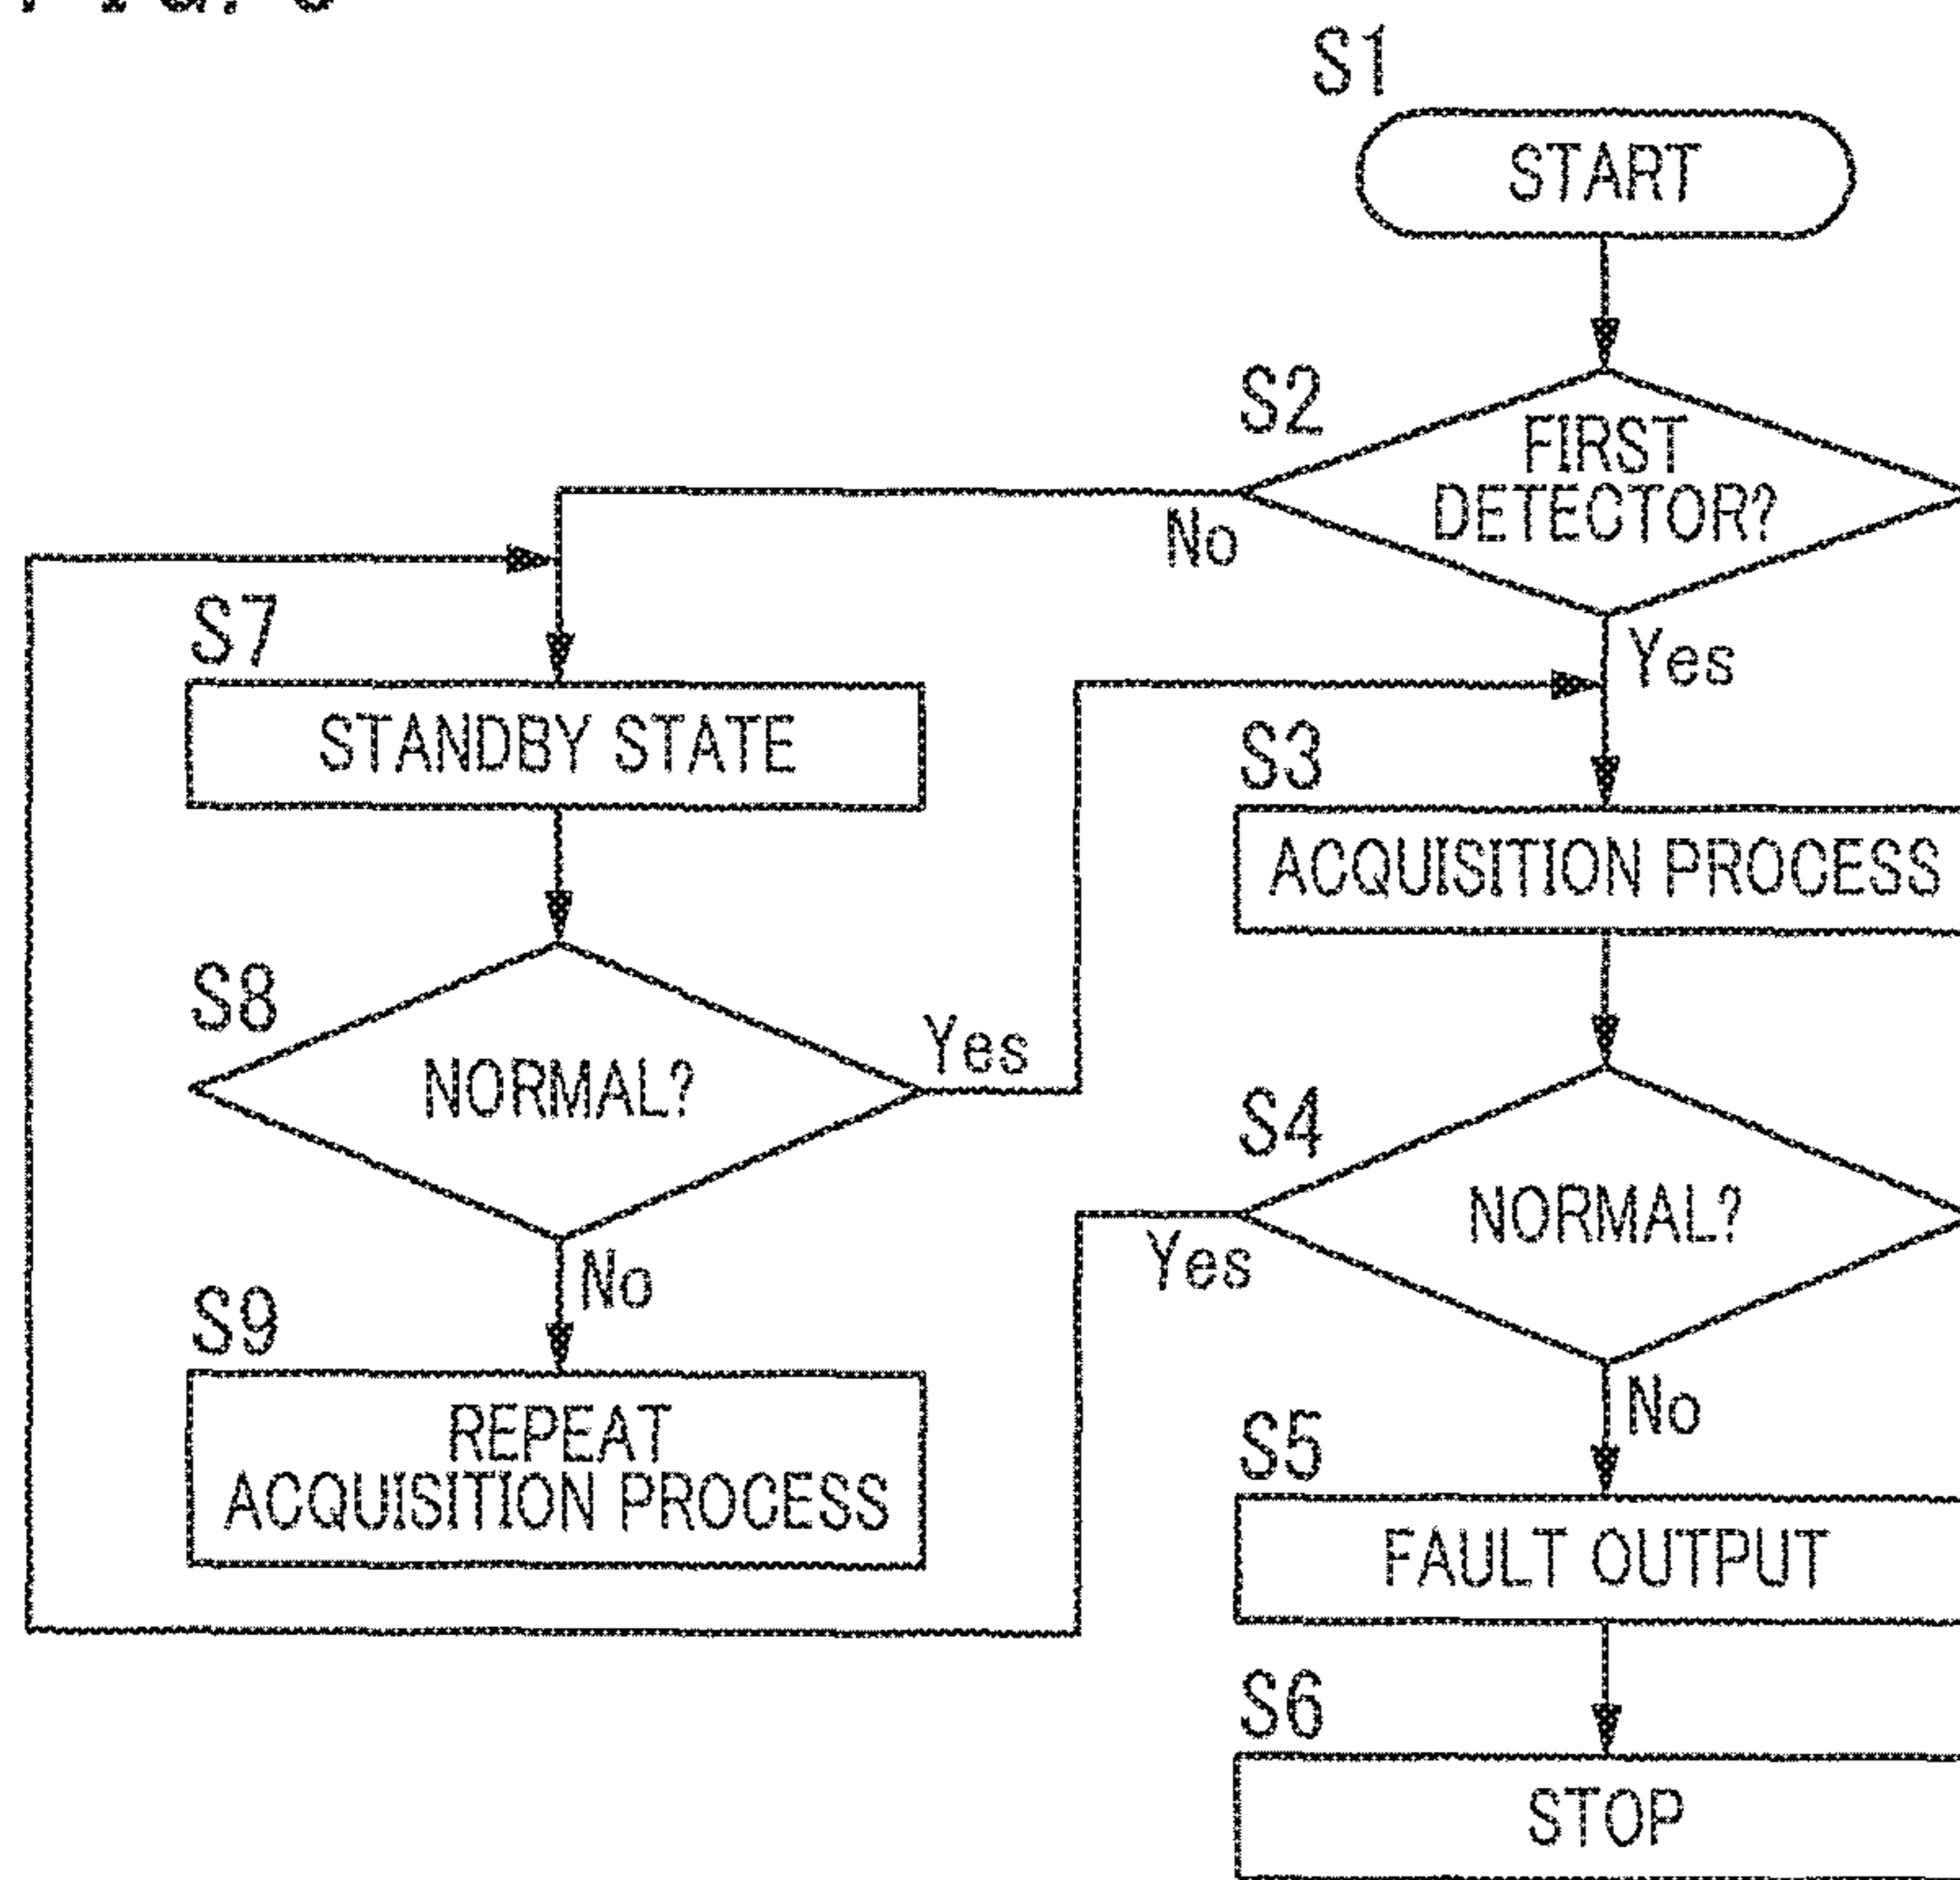 S1
START
S2
FIRST
DETECTOR?
No
Yes
S7
STANDBY STATE
S3
ACQUISITION PROCESS
S8
NORMAL?
Yes
S4
NORMAL?
Yes
No
S9
REPEAT
ACQUISITION PROCESS
No
S5
FAULT OUTPUT
S6
STOP